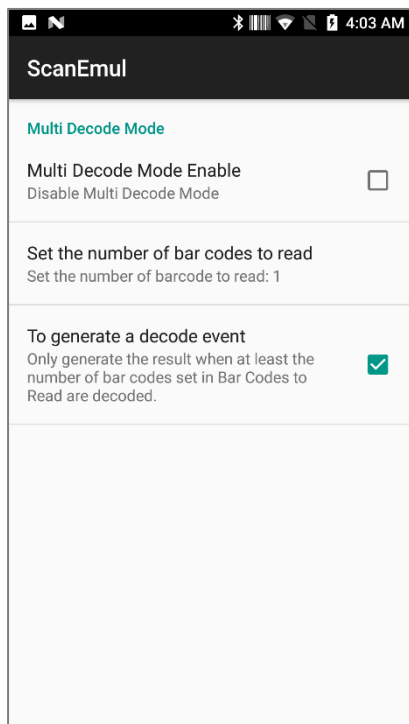 4:03 AM
ScanEmul
Multi Decode Mode
Multi Decode Mode Enable
Disable Multi Decode Mode
Set the number of bar codes to read
Set the number of barcode to read: 1
To generate a decode event
Only generate the result when at least the
number of bar codes set in Bar Codes to
Read are decoded.